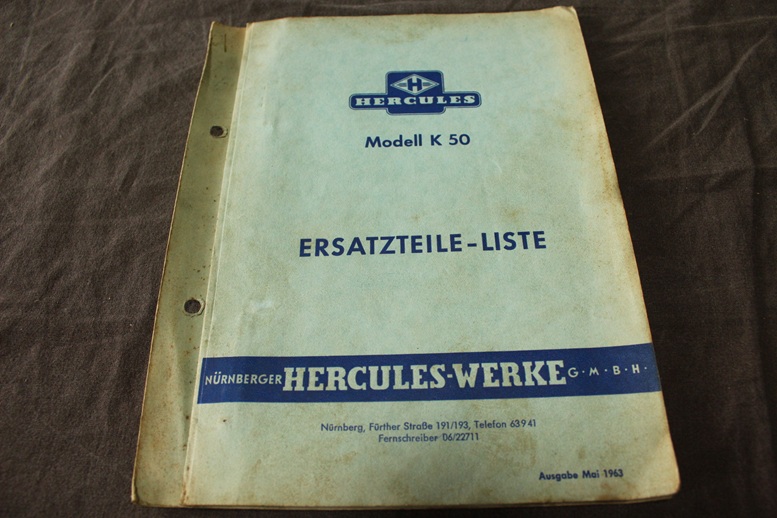 H
HERCULES
Modell K 50
ERSATZTEILE-LISTE
NÜRNBERGER HERCULES-WERKE G·M·B·H·
Nürnberg, Fürther Straße 191/193, Telefon 63941
Fernschreiber 06/22711
Ausgabe Mai 1963